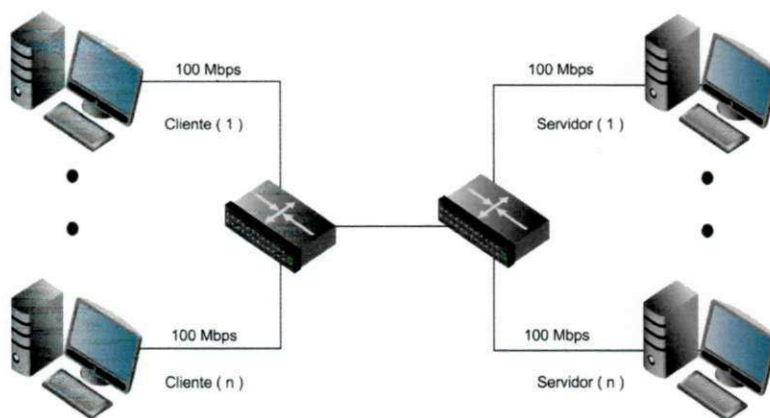 100 Mbps
100 Mbps
Cliente ( 1 )
Servidor ( 1 )
100 Mbps
100 Mbps
Cliente ( n )
Servidor ( n )